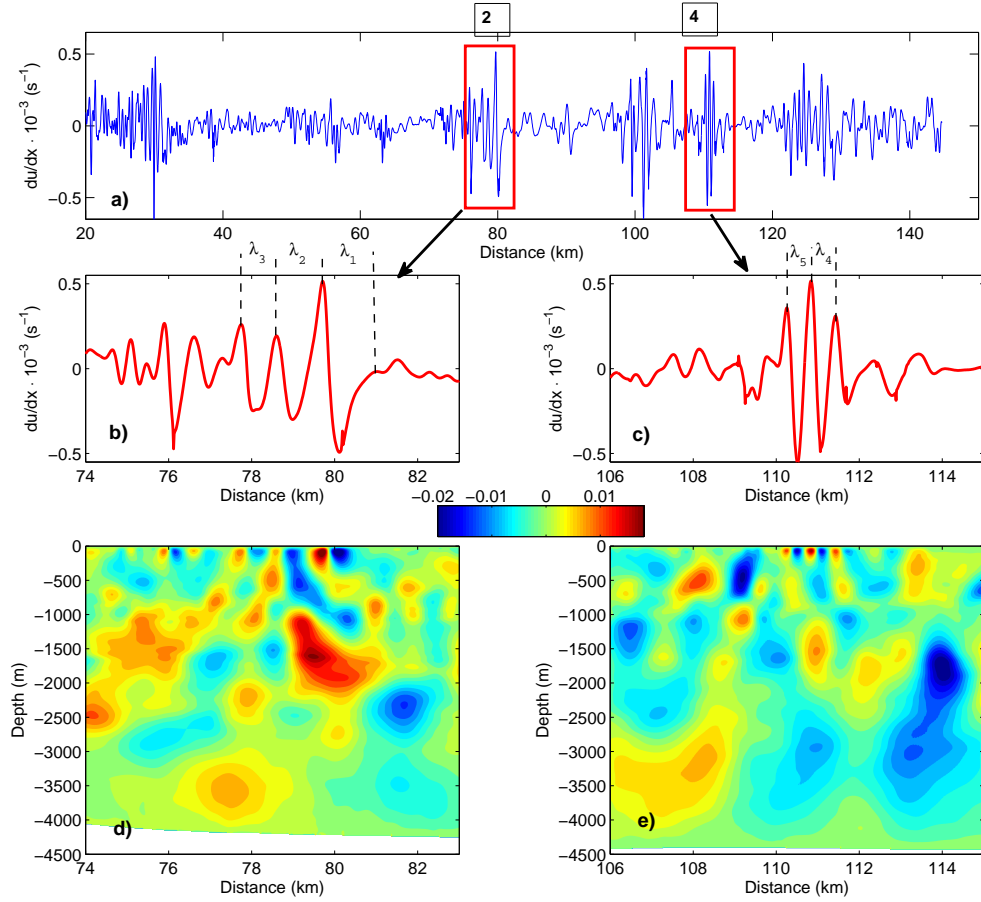 2 4
du/dx · 10⁻³ (s⁻¹)
0.5
0
−0.5
a)
20 40 60 80 100 120 140
Distance (km)
λ₃ λ₂ λ₁
λ₅ λ₄
du/dx · 10⁻³ (s⁻¹)
0.5
0
−0.5
b)
74 76 78 80 82
Distance (km)
du/dx · 10⁻³ (s⁻¹)
0.5
0
−0.5
c)
106 108 110 112 114
Distance (km)
−0.02 −0.01 0 0.01
Depth (m)
0
−500
−1000
−1500
−2000
−2500
−3000
−3500
−4000
−4500
d)
74 76 78 80 82
Distance (km)
Depth (m)
0
−500
−1000
−1500
−2000
−2500
−3000
−3500
−4000
−4500
e)
106 108 110 112 114
Distance (km)